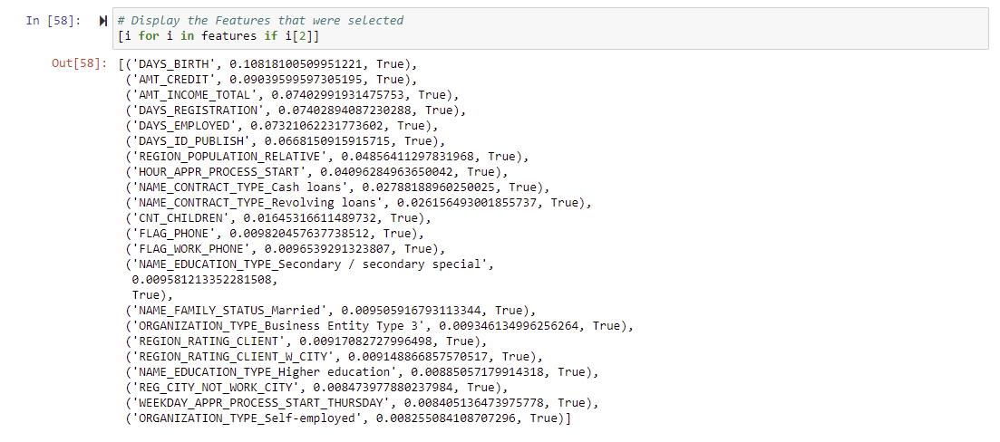 In [58]:
# Display the Features that were selected
[i for i in features if i[2]]
Out[58]:
[('DAYS_BIRTH', 0.10818100509951221, True),
('AMT_CREDIT', 0.09039599597305195, True),
('AMT_INCOME_TOTAL', 0.07402991931475753, True),
('DAYS_REGISTRATION', 0.07402894087230288, True),
('DAYS_EMPLOYED', 0.07321062231773602, True),
('DAYS_ID_PUBLISH', 0.0668150915915715, True),
('REGION_POPULATION_RELATIVE', 0.04856411297831968, True),
('HOUR_APPR_PROCESS_START', 0.04096284963650042, True),
('NAME_CONTRACT_TYPE_Cash loans', 0.02788188960250025, True),
('NAME_CONTRACT_TYPE_Revolving loans', 0.026156493001855737, True),
('CNT_CHILDREN', 0.01645316611489732, True),
('FLAG_PHONE', 0.009820457637738512, True),
('FLAG_WORK_PHONE', 0.0096539291323807, True),
('NAME_EDUCATION_TYPE_Secondary / secondary special',
0.009581213352281508,
True),
('NAME_FAMILY_STATUS_Married', 0.009505916793113344, True),
('ORGANIZATION_TYPE_Business Entity Type 3', 0.009346134996256264, True),
('REGION_RATING_CLIENT', 0.00917082727996498, True),
('REGION_RATING_CLIENT_W_CITY', 0.009148866857570517, True),
('NAME_EDUCATION_TYPE_Higher education', 0.00885057179914318, True),
('REG_CITY_NOT_WORK_CITY', 0.008473977880237984, True),
('WEEKDAY_APPR_PROCESS_START_THURSDAY', 0.008405136473975778, True),
('ORGANIZATION_TYPE_Self-employed', 0.008255084108707296, True)]